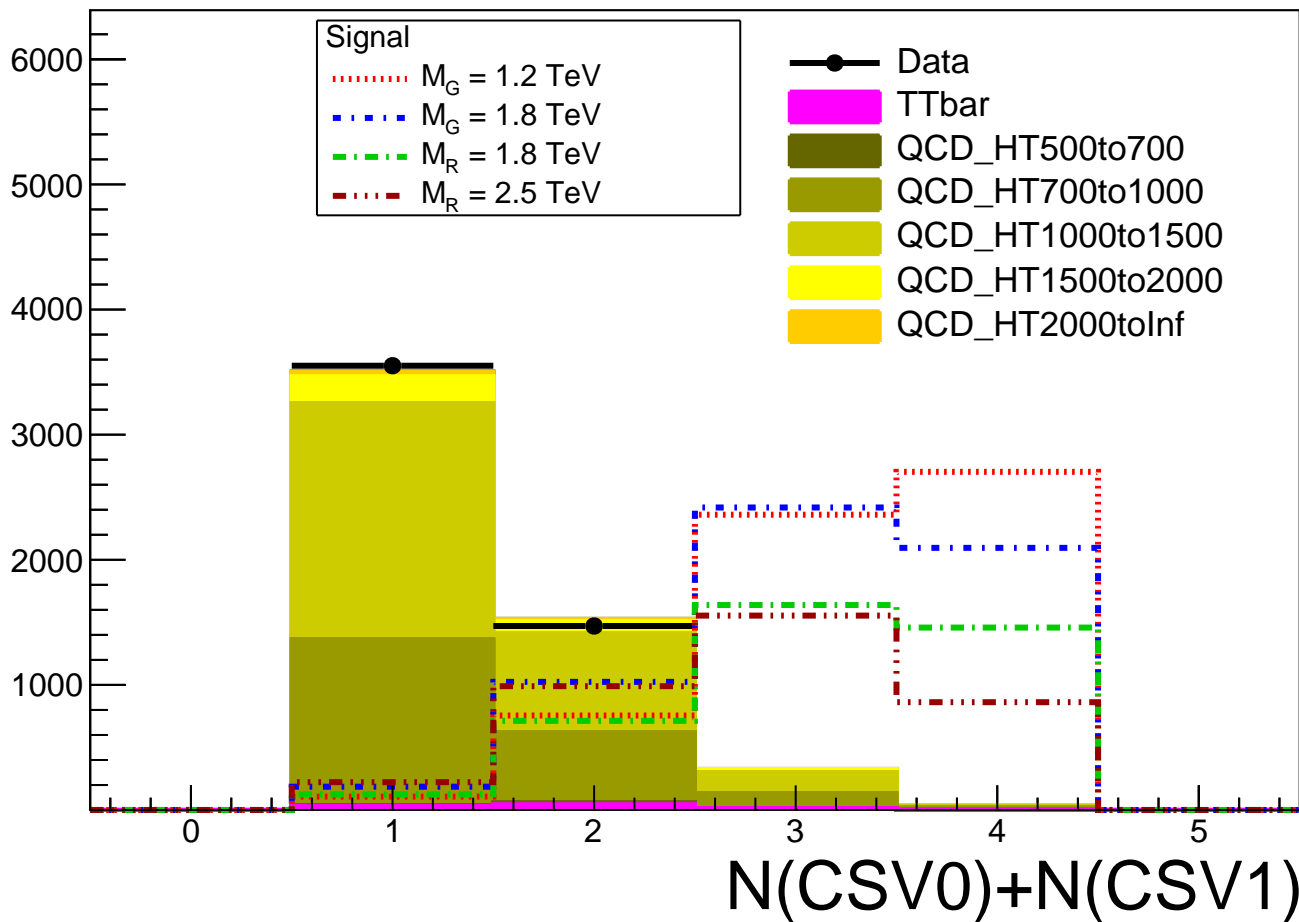 Signal
M_G = 1.2 TeV
M_G = 1.8 TeV
M_R = 1.8 TeV
M_R = 2.5 TeV
Data
TTbar
QCD_HT500to700
QCD_HT700to1000
QCD_HT1000to1500
QCD_HT1500to2000
QCD_HT2000toInf
6000
5000
4000
3000
2000
1000
0 1 2 3 4 5
N(CSV0)+N(CSV1)